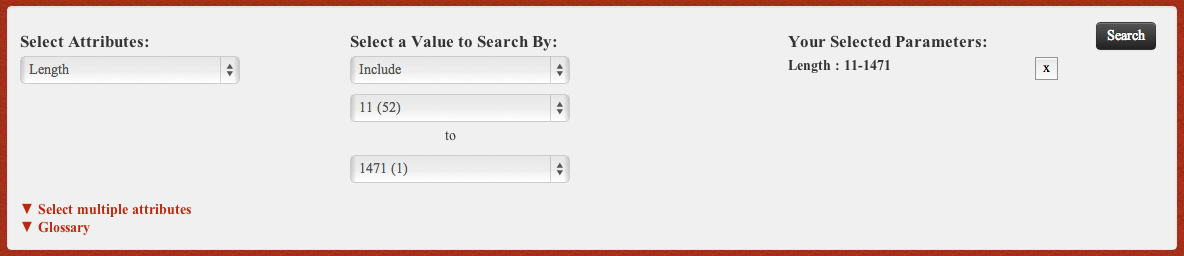 Select Attributes:
Length
Select a Value to Search By:
Include
11 (52)
to
1471 (1)
Your Selected Parameters:
Length : 11-1471
x
Search
▼ Select multiple attributes
▼ Glossary